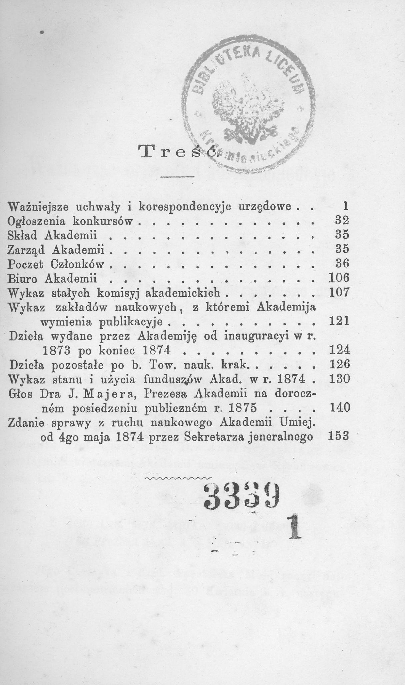 BIBLIOTEKA LICEUM
Krzemienieckiego
Treść
Ważniejsze uchwały i korespondencyje urzędowe . . 1
Ogłoszenia konkursów . . . . . . . . . . . . . 32
Skład Akademii . . . . . . . . . . . . . . . 35
Zarząd Akademii . . . . . . . . . . . . . . . 35
Poczet Członków . . . . . . . . . . . . . . . 36
Biuro Akademii . . . . . . . . . . . . . . . 106
Wykaz stałych komisyj akademickich . . . . . . . 107
Wykaz zakładów naukowych, z któremi Akademija
wymienia publikacyje . . . . . . . . . . . 121
Dzieła wydane przez Akademiję od inauguracyi w r.
1873 po koniec 1874 . . . . . . . . . . 124
Dzieła pozostałe po b. Tow. nauk. krak. . . . . . 126
Wykaz stanu i użycia funduszów Akad. w r. 1874 . 130
Głos Dra J. Majera, Prezesa Akademii na dorocz-
ném posiedzeniu publiczném r. 1875 . . . . 140
Zdanie sprawy z ruchu naukowego Akademii Umiej.
od 4go maja 1874 przez Sekretarza jeneralnego 153
3339
1